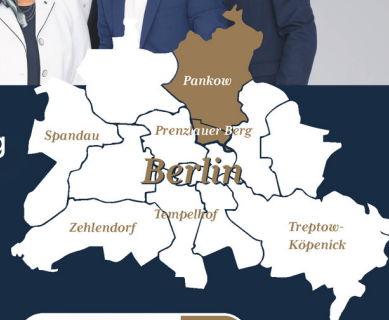 Pankow
Prenzlauer Berg
Spandau
Berlin
Tempelhof
Zehlendorf
Treptow-
Köpenick